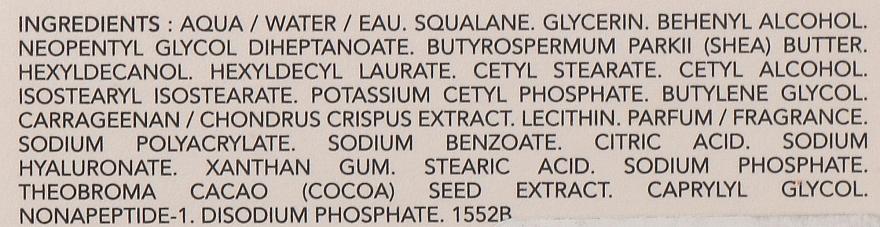 INGREDIENTS : AQUA / WATER / EAU. SQUALANE. GLYCERIN. BEHENYL ALCOHOL.
NEOPENTYL GLYCOL DIHEPTANOATE. BUTYROSPERMUM PARKII (SHEA) BUTTER.
HEXYLDECANOL. HEXYLDECYL LAURATE. CETYL STEARATE. CETYL ALCOHOL.
ISOSTEARYL ISOSTEARATE. POTASSIUM CETYL PHOSPHATE. BUTYLENE GLYCOL.
CARRAGEENAN / CHONDRUS CRISPUS EXTRACT. LECITHIN. PARFUM / FRAGRANCE.
SODIUM POLYACRYLATE. SODIUM BENZOATE. CITRIC ACID. SODIUM
HYALURONATE. XANTHAN GUM. STEARIC ACID. SODIUM PHOSPHATE.
THEOBROMA CACAO (COCOA) SEED EXTRACT. CAPRYLYL GLYCOL.
NONAPEPTIDE-1. DISODIUM PHOSPHATE. 1552B